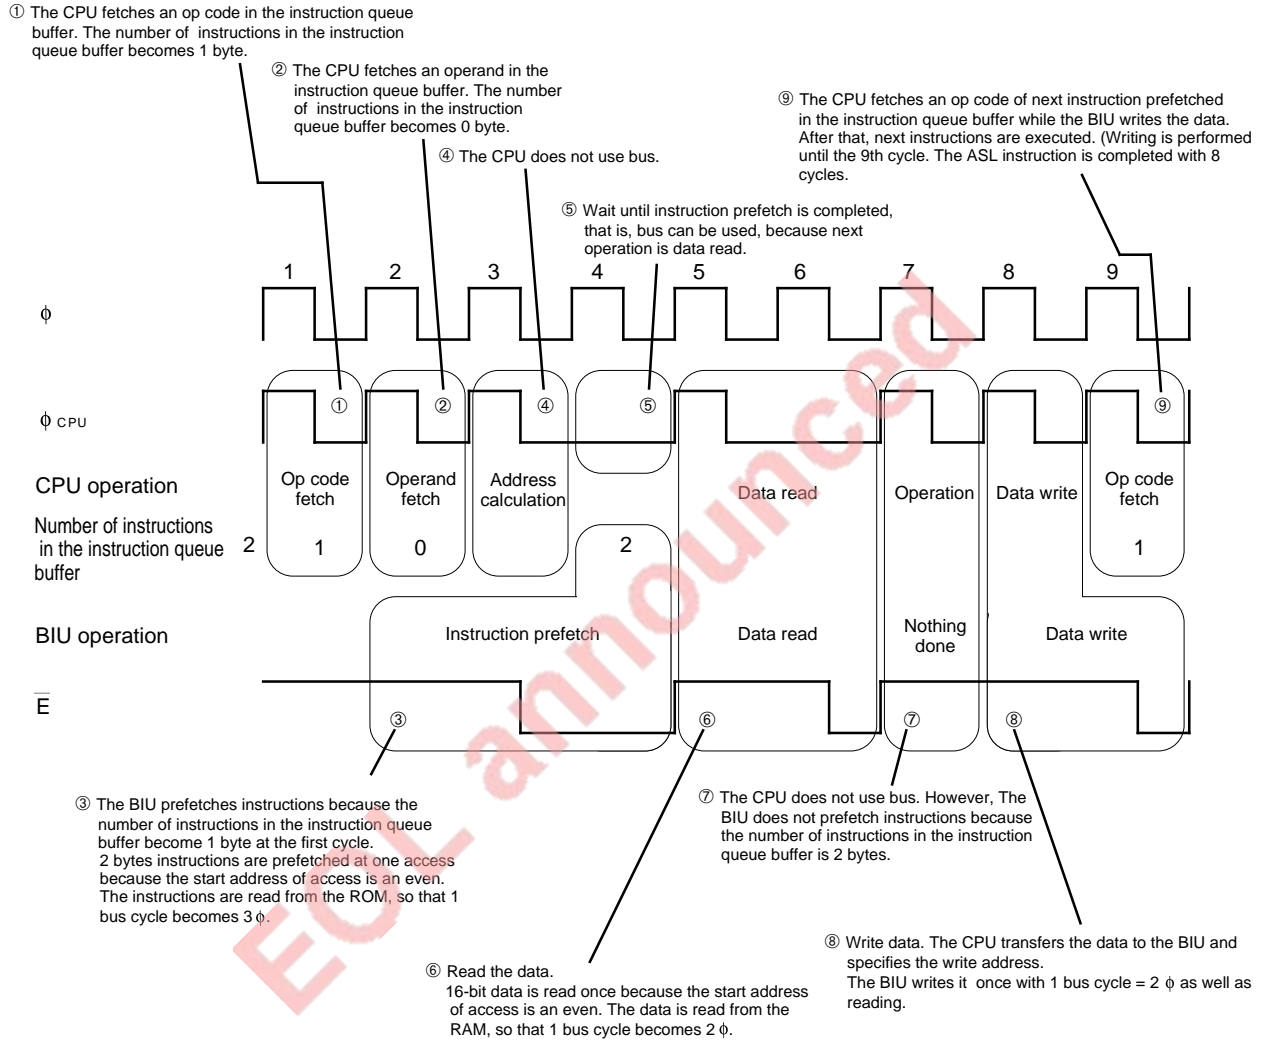 ① The CPU fetches an op code in the instruction queue
buffer. The number of instructions in the instruction
queue buffer becomes 1 byte.
② The CPU fetches an operand in the
instruction queue buffer. The number
of instructions in the instruction
queue buffer becomes 0 byte.
④ The CPU does not use bus.
⑤ Wait until instruction prefetch is completed,
that is, bus can be used, because next
operation is data read.
⑨ The CPU fetches an op code of next instruction prefetched
in the instruction queue buffer while the BIU writes the data.
After that, next instructions are executed. (Writing is performed
until the 9th cycle. The ASL instruction is completed with 8
cycles.
1 2 3 4 5 6 7 8 9
ϕ
ϕ CPU
① ② ④ ⑤ ⑨
CPU operation
Op code
fetch
Operand
fetch
Address
calculation
Data read
Operation
Data write
Op code
fetch
Number of instructions
in the instruction queue
buffer
2 1 0 2 1
BIU operation
Instruction prefetch
Data read
Nothing
done
Data write
E̅
③ ⑥ ⑦ ⑧
③ The BIU prefetches instructions because the
number of instructions in the instruction queue
buffer become 1 byte at the first cycle.
2 bytes instructions are prefetched at one access
because the start address of access is an even.
The instructions are read from the ROM, so that 1
bus cycle becomes 3 ϕ.
⑦ The CPU does not use bus. However, The
BIU does not prefetch instructions because
the number of instructions in the instruction
queue buffer is 2 bytes.
⑥ Read the data.
16-bit data is read once because the start address
of access is an even. The data is read from the
RAM, so that 1 bus cycle becomes 2 ϕ.
⑧ Write data. The CPU transfers the data to the BIU and
specifies the write address.
The BIU writes it once with 1 bus cycle = 2 ϕ as well as
reading.
EOL announced